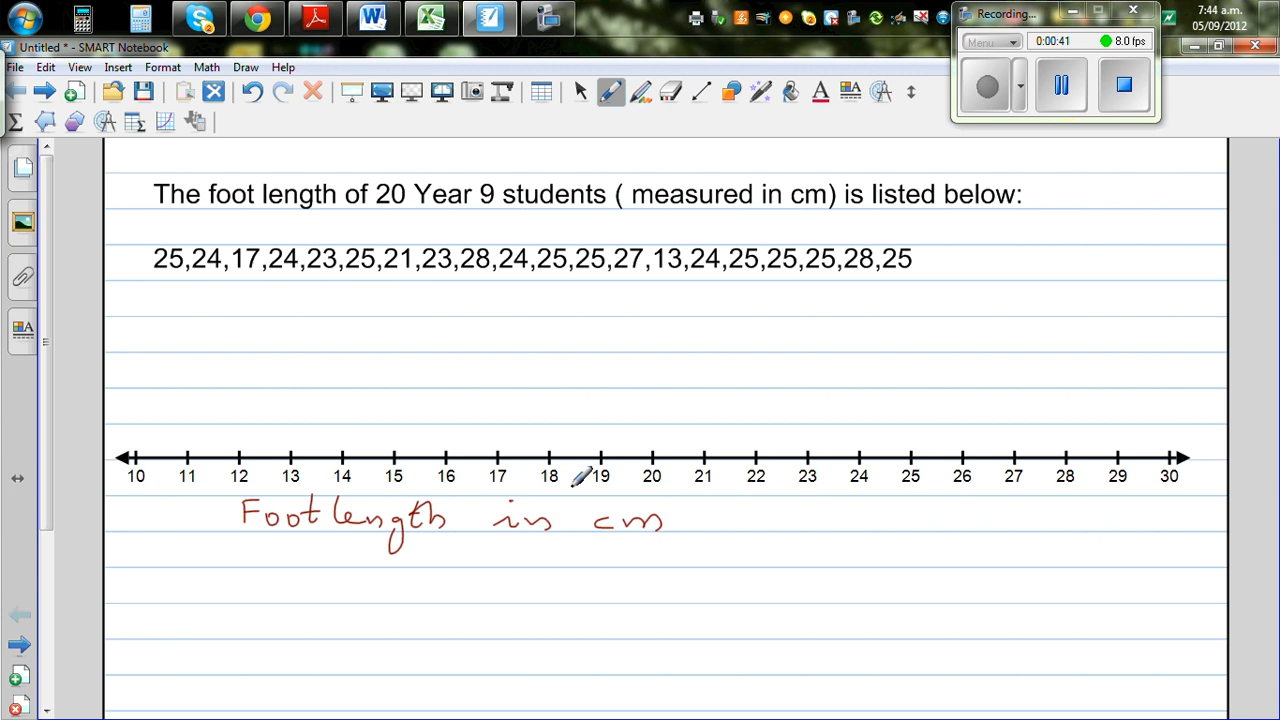 7:44 a.m.
05/09/2012
Recording...
Menu
0:00:41
8.0 fps
Untitled * - SMART Notebook
File Edit View Insert Format Math Draw Help
The foot length of 20 Year 9 students ( measured in cm) is listed below:
25,24,17,24,23,25,21,23,28,24,25,25,27,13,24,25,25,25,28,25
10 11 12 13 14 15 16 17 18 19 20 21 22 23 24 25 26 27 28 29 30
Foot length in cm